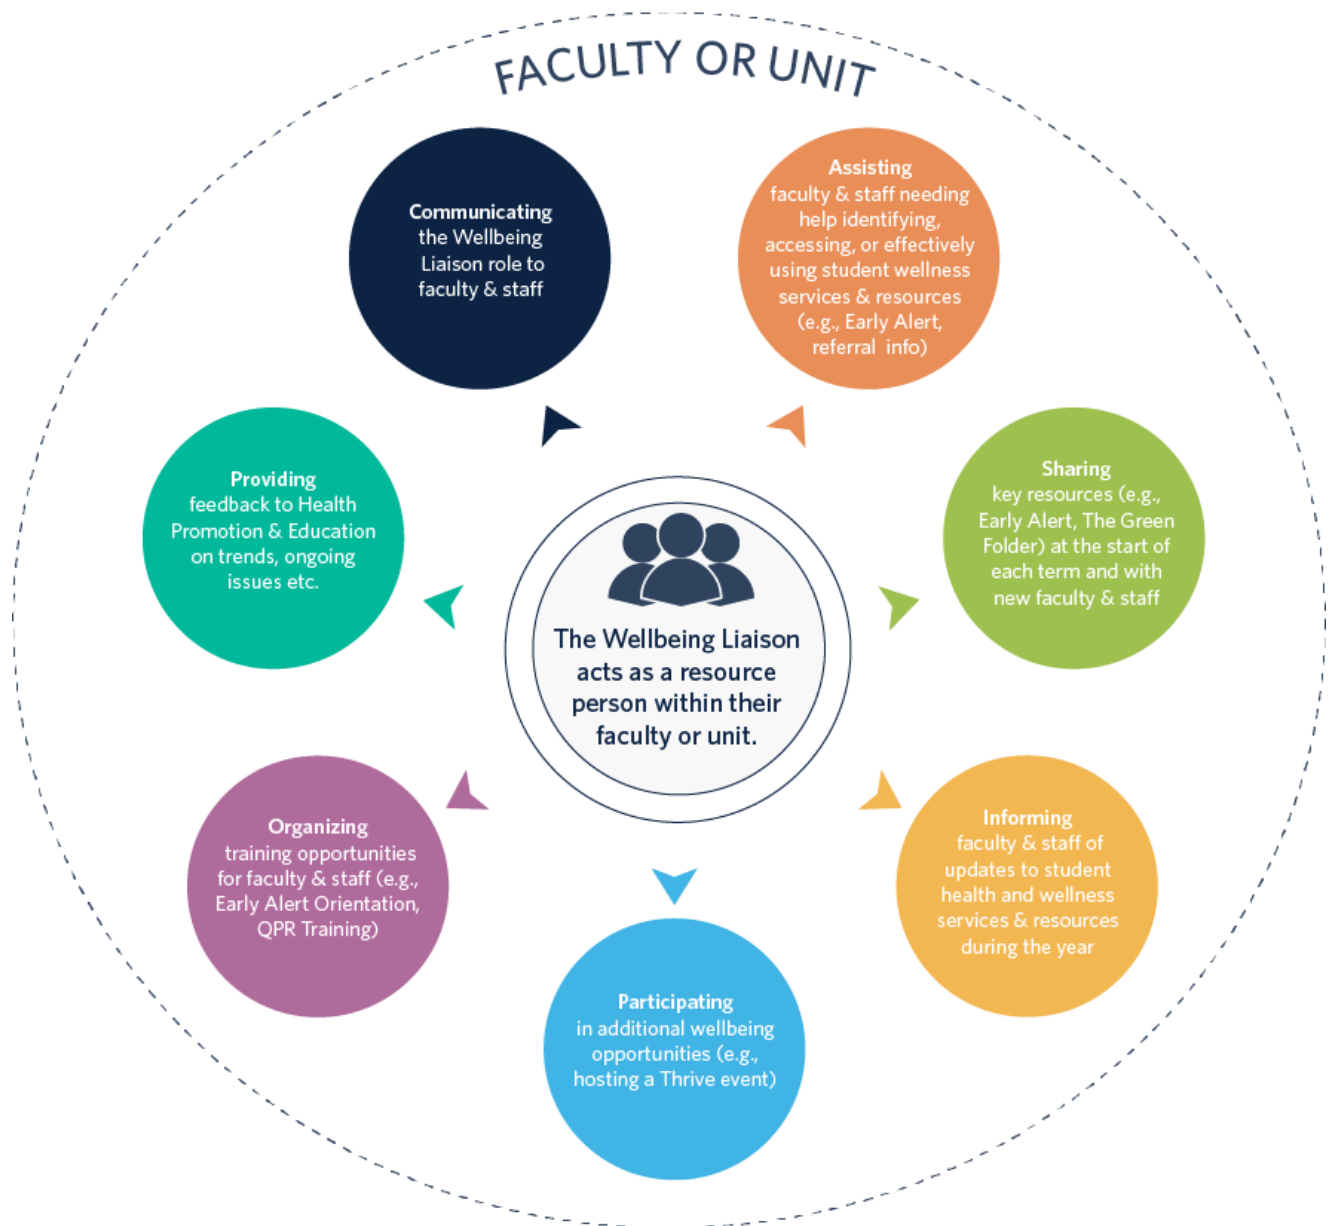 FACULTY OR UNIT
Communicating
the Wellbeing
Liaison role to
faculty & staff
Assisting
faculty & staff needing
help identifying,
accessing, or effectively
using student wellness
services & resources
(e.g., Early Alert,
referral info)
Providing
feedback to Health
Promotion & Education
on trends, ongoing
issues etc.
Sharing
key resources (e.g.,
Early Alert, The Green
Folder) at the start of
each term and with
new faculty & staff
The Wellbeing Liaison
acts as a resource
person within their
faculty or unit.
Organizing
training opportunities
for faculty & staff (e.g.,
Early Alert Orientation,
QPR Training)
Informing
faculty & staff of
updates to student
health and wellness
services & resources
during the year
Participating
in additional wellbeing
opportunities (e.g.,
hosting a Thrive event)